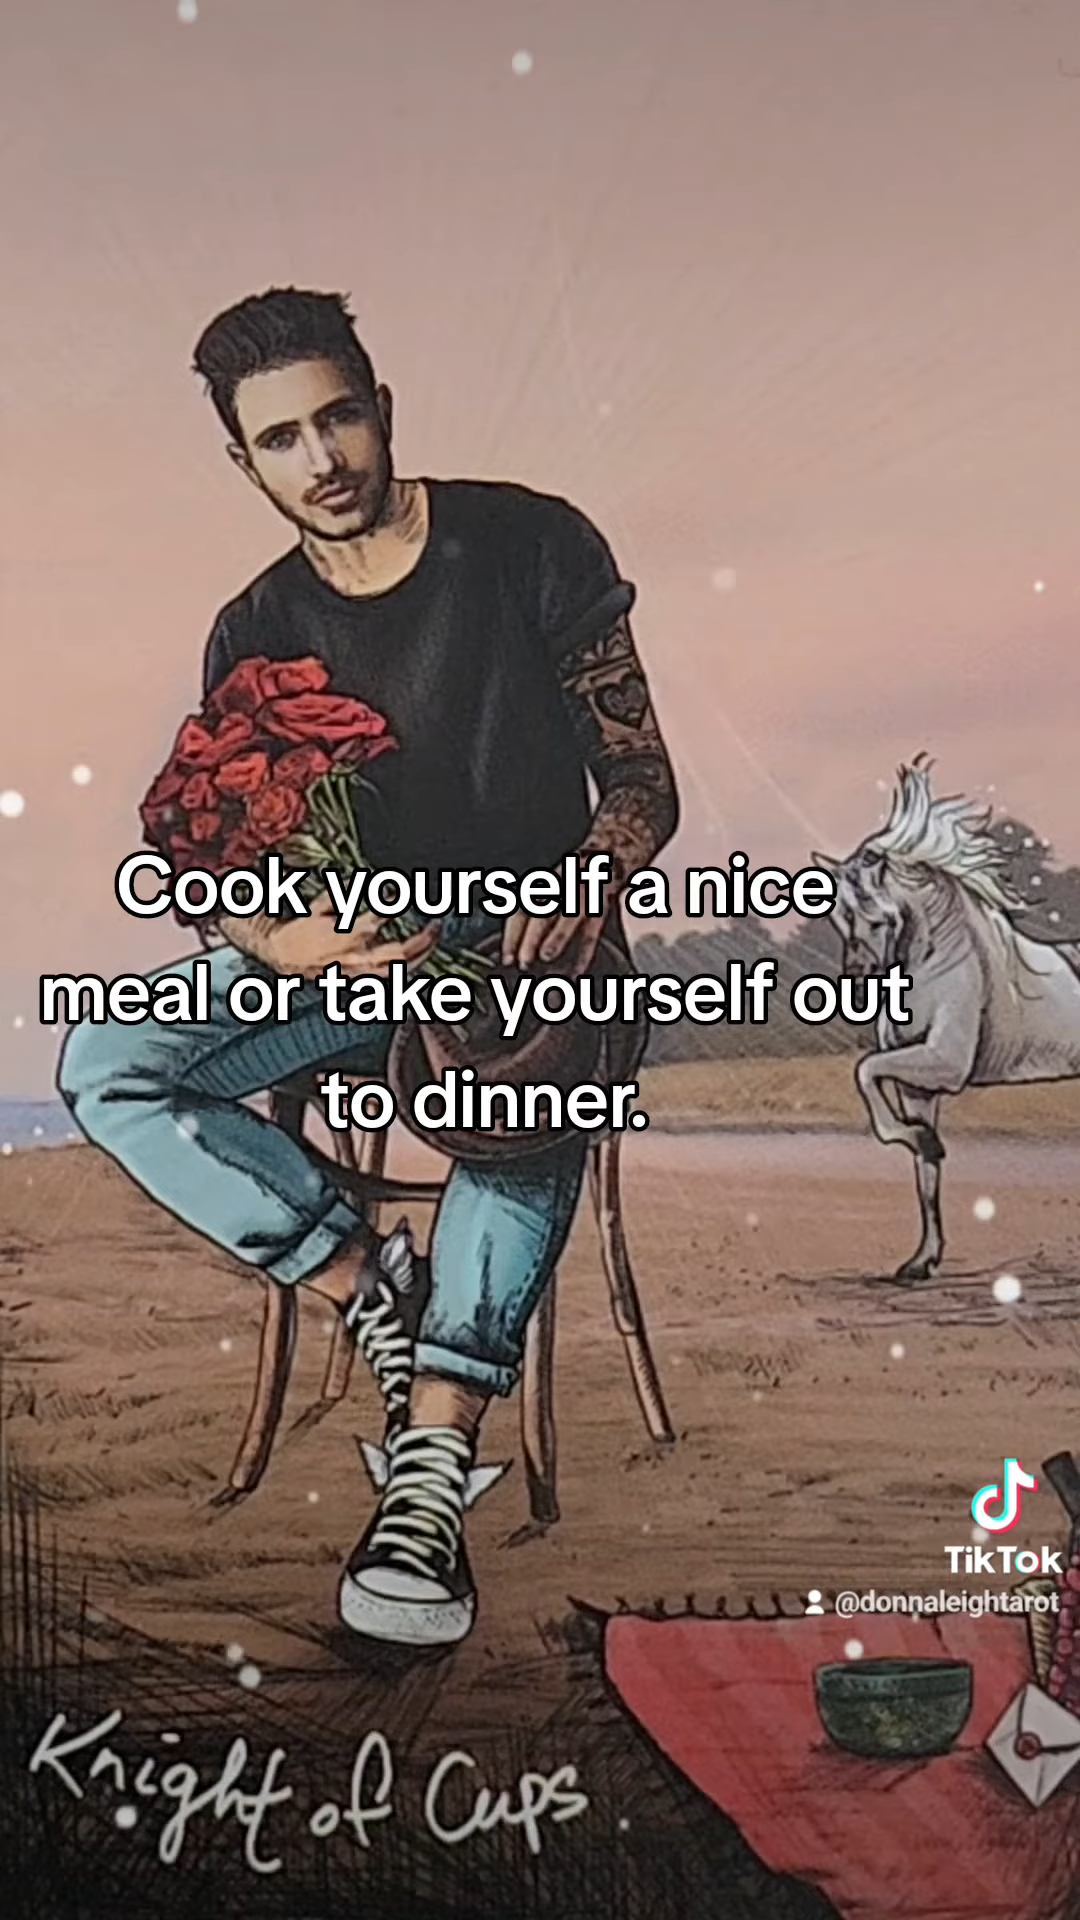 Cook yourself a nice
meal or take yourself out
to dinner.
TikTok
@donnaleightarot
Knight of Cups.